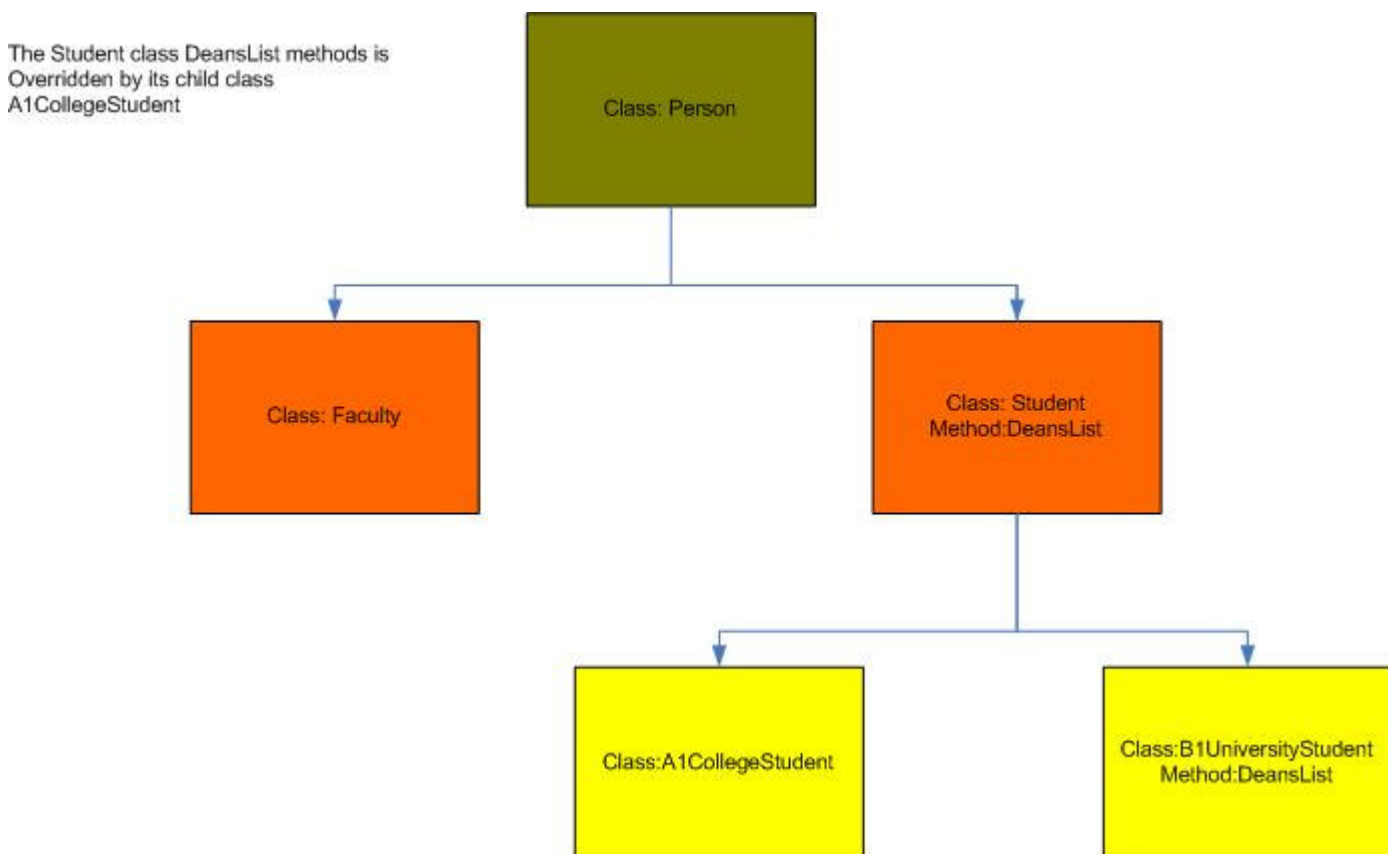 The Student class DeansList methods is
Overridden by its child class
A1CollegeStudent
Class: Person
Class: Faculty
Class: Student
Method:DeansList
Class:A1CollegeStudent
Class:B1UniversityStudent
Method:DeansList